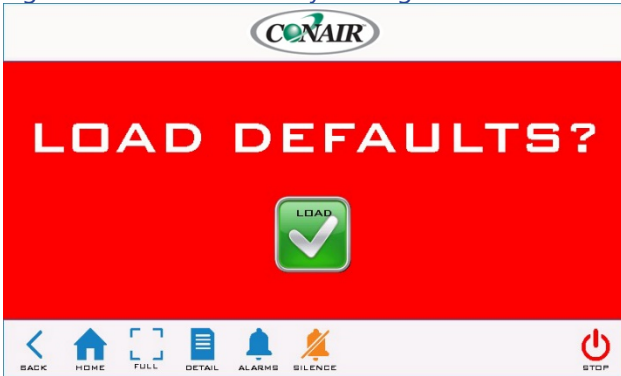 CONAIR
LOAD DEFAULTS?
LOAD
BACK HOME FULL DETAIL ALARMS SILENCE STOP